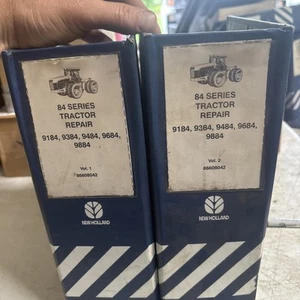 84 SERIES
TRACTOR
REPAIR
9184, 9384, 9484, 9684,
9884
Vol. 1
86608042
NEW HOLLAND
84 SERIES
TRACTOR
REPAIR
9184, 9384, 9484, 9684,
9884
Vol. 2
86608042
NEW HOLLAND